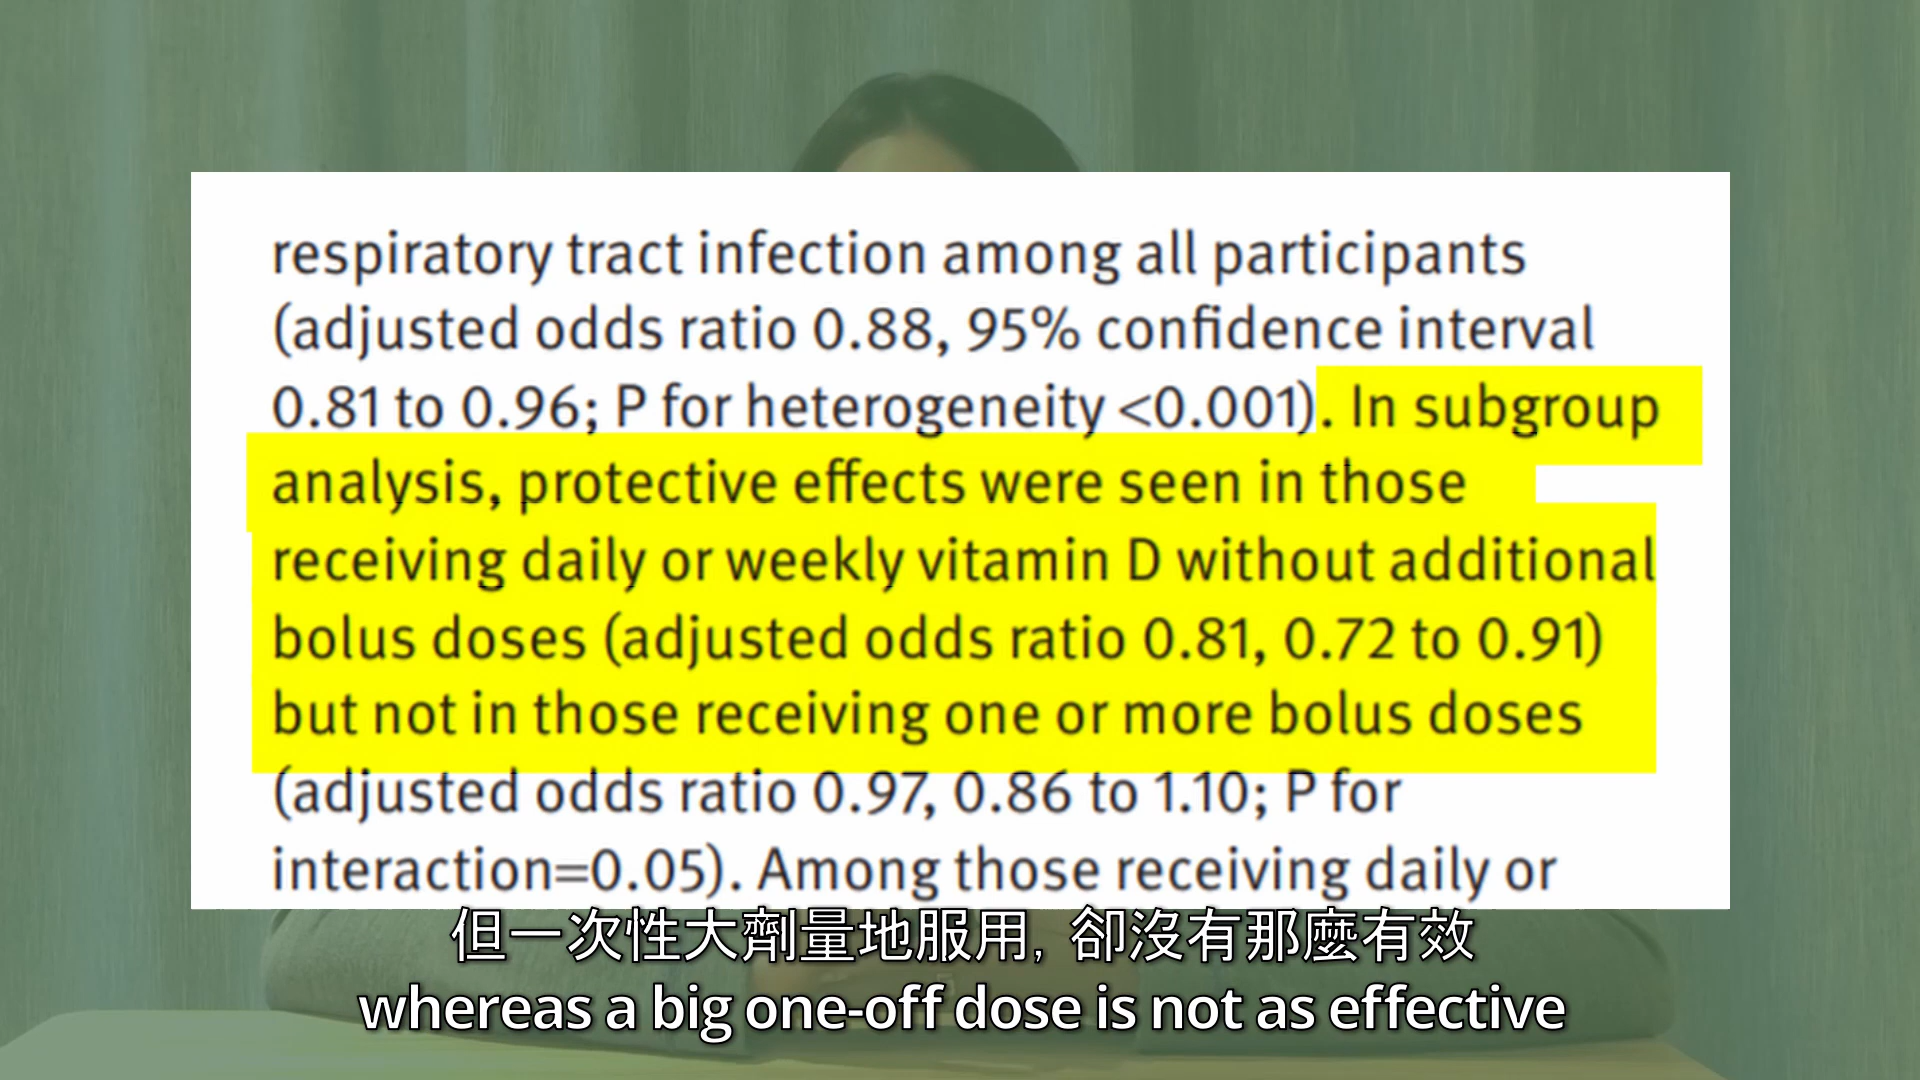 respiratory tract infection among all participants
(adjusted odds ratio 0.88, 95% confidence interval
0.81 to 0.96; P for heterogeneity <0.001). In subgroup
analysis, protective effects were seen in those
receiving daily or weekly vitamin D without additional
bolus doses (adjusted odds ratio 0.81, 0.72 to 0.91)
but not in those receiving one or more bolus doses
(adjusted odds ratio 0.97, 0.86 to 1.10; P for
interaction=0.05). Among those receiving daily or
但一次性大劑量地服用, 卻沒有那麼有效
whereas a big one-off dose is not as effective